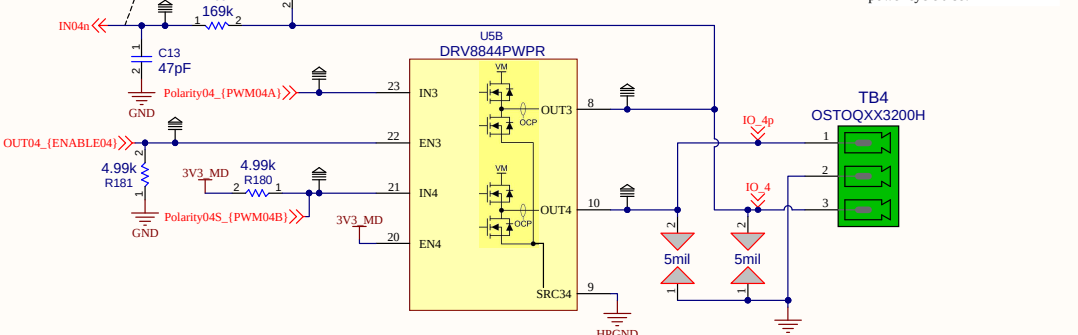 169k
IN04n
1
2
2
1
2
C13
47pF
GND
U5B
DRV8844PWPR
VM
Polarity04_{PWM04A}
23
IN3
OUT3
8
OCP
TB4
OSTOQXX3200H
IO_4p
1
OUT04_{ENABLE04}
22
EN3
2
4.99k
R181
1
GND
3V3_MD
4.99k
2
R180
1
21
IN4
VM
2
IO_4
Polarity04S_{PWM04B}
OUT4
10
OCP
3
3V3_MD
20
EN4
2
5mil
1
2
5mil
1
SRC34
9
HPGND